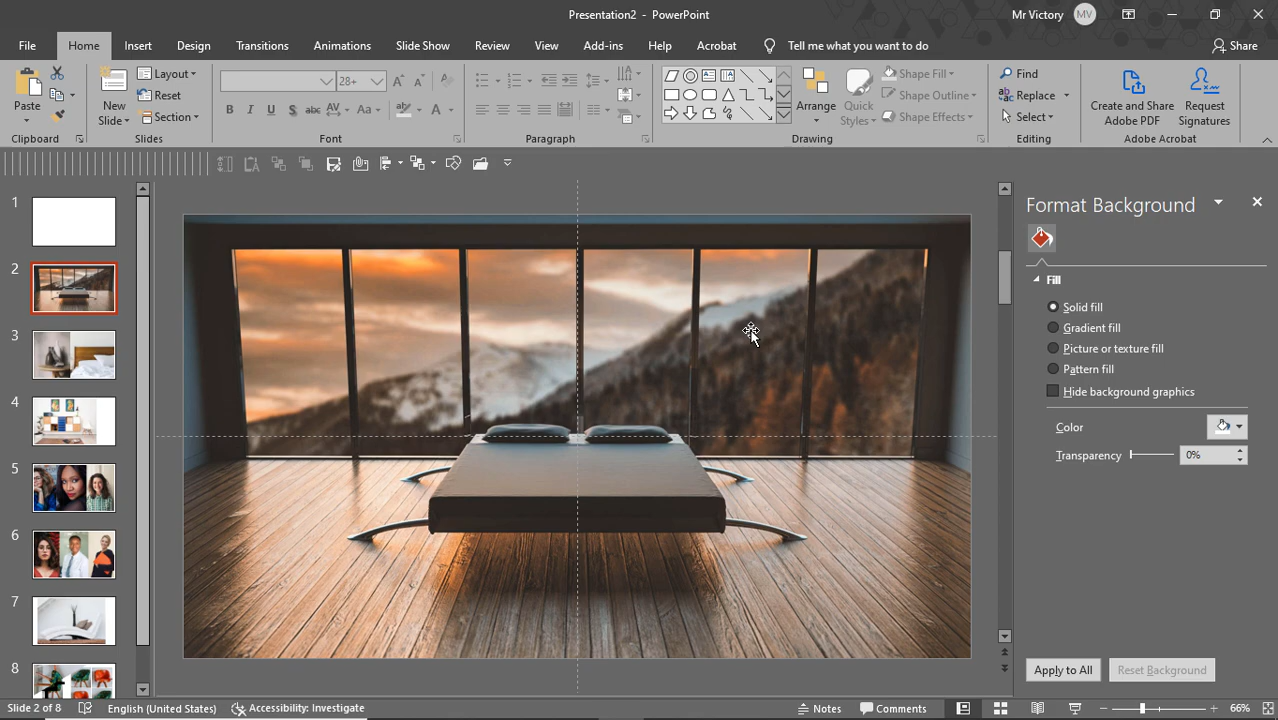 Presentation2 - PowerPoint
Mr Victory
MV
File
Home
Insert
Design
Transitions
Animations
Slide Show
Review
View
Add-ins
Help
Acrobat
Tell me what you want to do
Share
Paste
New Slide
Layout
Reset
Section
28+
B I U S abc AV Aa
A A
A
Arrange
Quick Styles
Shape Fill
Shape Outline
Shape Effects
Find
Replace
Select
Create and Share Adobe PDF
Request Signatures
Clipboard
Slides
Font
Paragraph
Drawing
Editing
Adobe Acrobat
1
2
3
4
5
6
7
8
Format Background
Fill
Solid fill
Gradient fill
Picture or texture fill
Pattern fill
Hide background graphics
Color
Transparency
0%
Apply to All
Reset Background
Slide 2 of 8
English (United States)
Accessibility: Investigate
Notes
Comments
66%